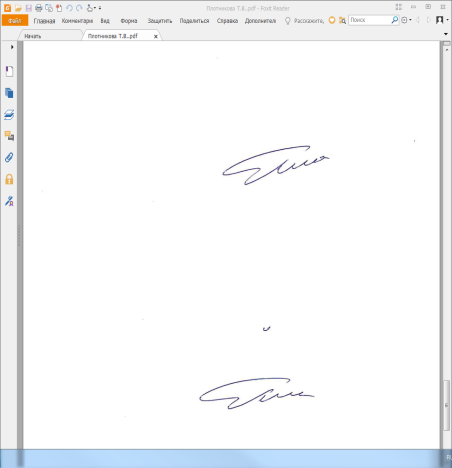 Плотникова Т.В..pdf - Foxit Reader
Файл Главная Комментарии Вид Форма Защитить Поделиться Справка Дополнител Расскажите, Поиск
Начать Плотникова Т.В..pdf x